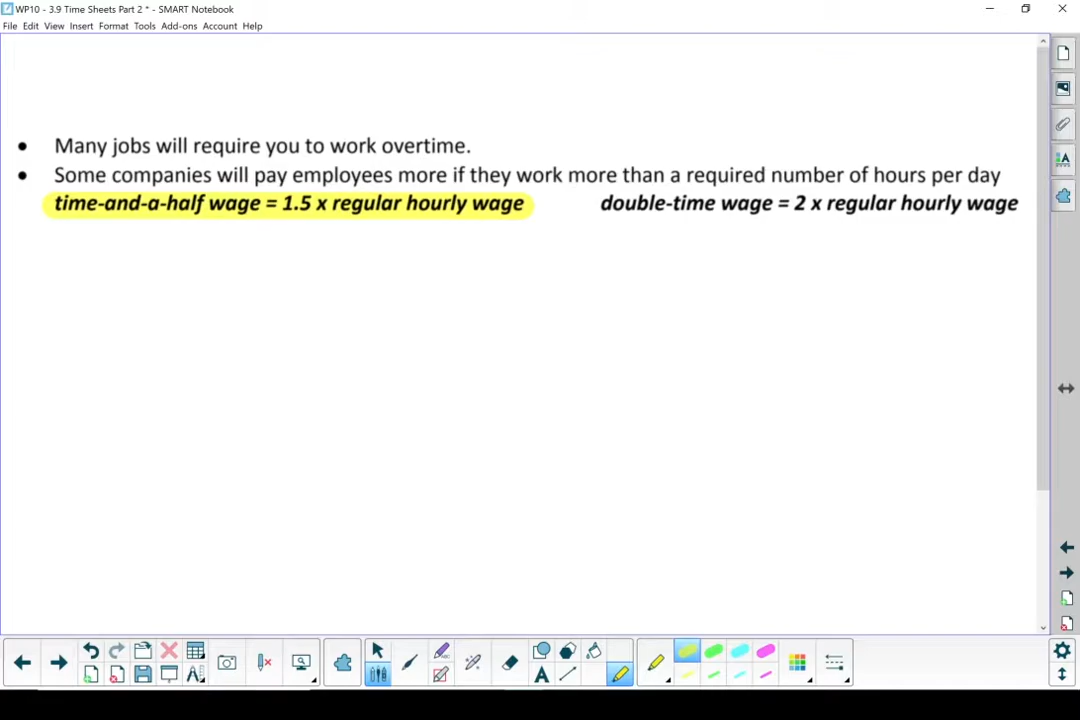 WP10 - 3.9 Time Sheets Part 2 * - SMART Notebook
File Edit View Insert Format Tools Add-ons Account Help
• Many jobs will require you to work overtime.
• Some companies will pay employees more if they work more than a required number of hours per day
time-and-a-half wage = 1.5 x regular hourly wage double-time wage = 2 x regular hourly wage